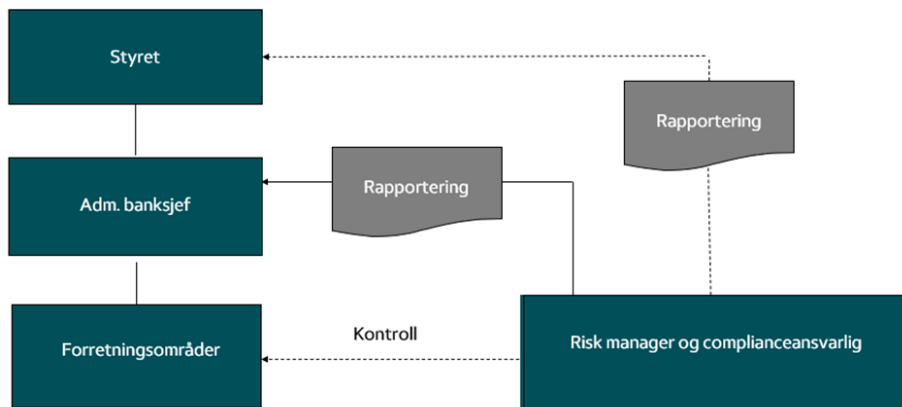 Styret
Rapportering
Rapportering
Adm. banksjef
Kontroll
Forretningsområder
Risk manager og complianceansvarlig